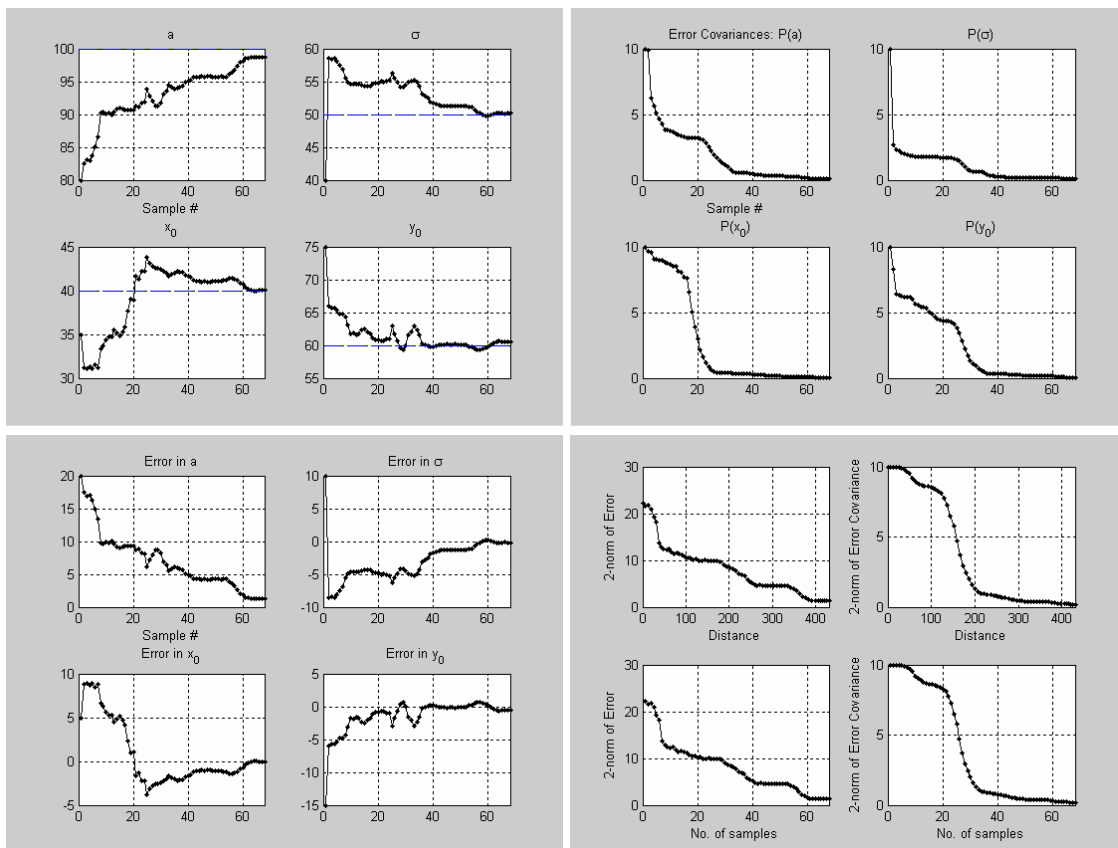 a
100
95
90
85
80
0 20 40 60
Sample #
σ
60
55
50
45
40
0 20 40 60
x0
45
40
35
30
0 20 40 60
y0
75
70
65
60
55
0 20 40 60
Error Covariances: P(a)
10
5
0
0 20 40 60
Sample #
P(σ)
10
5
0
0 20 40 60
P(x0)
10
5
0
0 20 40 60
P(y0)
10
5
0
0 20 40 60
Error in a
20
15
10
5
0
0 20 40 60
Sample #
Error in σ
10
5
0
-5
-10
0 20 40 60
Error in x0
10
5
0
-5
0 20 40 60
Error in y0
5
0
-5
-10
-15
0 20 40 60
2-norm of Error
30
20
10
0
0 100 200 300 400
Distance
2-norm of Error Covariance
10
5
0
0 100 200 300 400
Distance
2-norm of Error
30
20
10
0
0 20 40 60
No. of samples
2-norm of Error Covariance
10
5
0
0 20 40 60
No. of samples